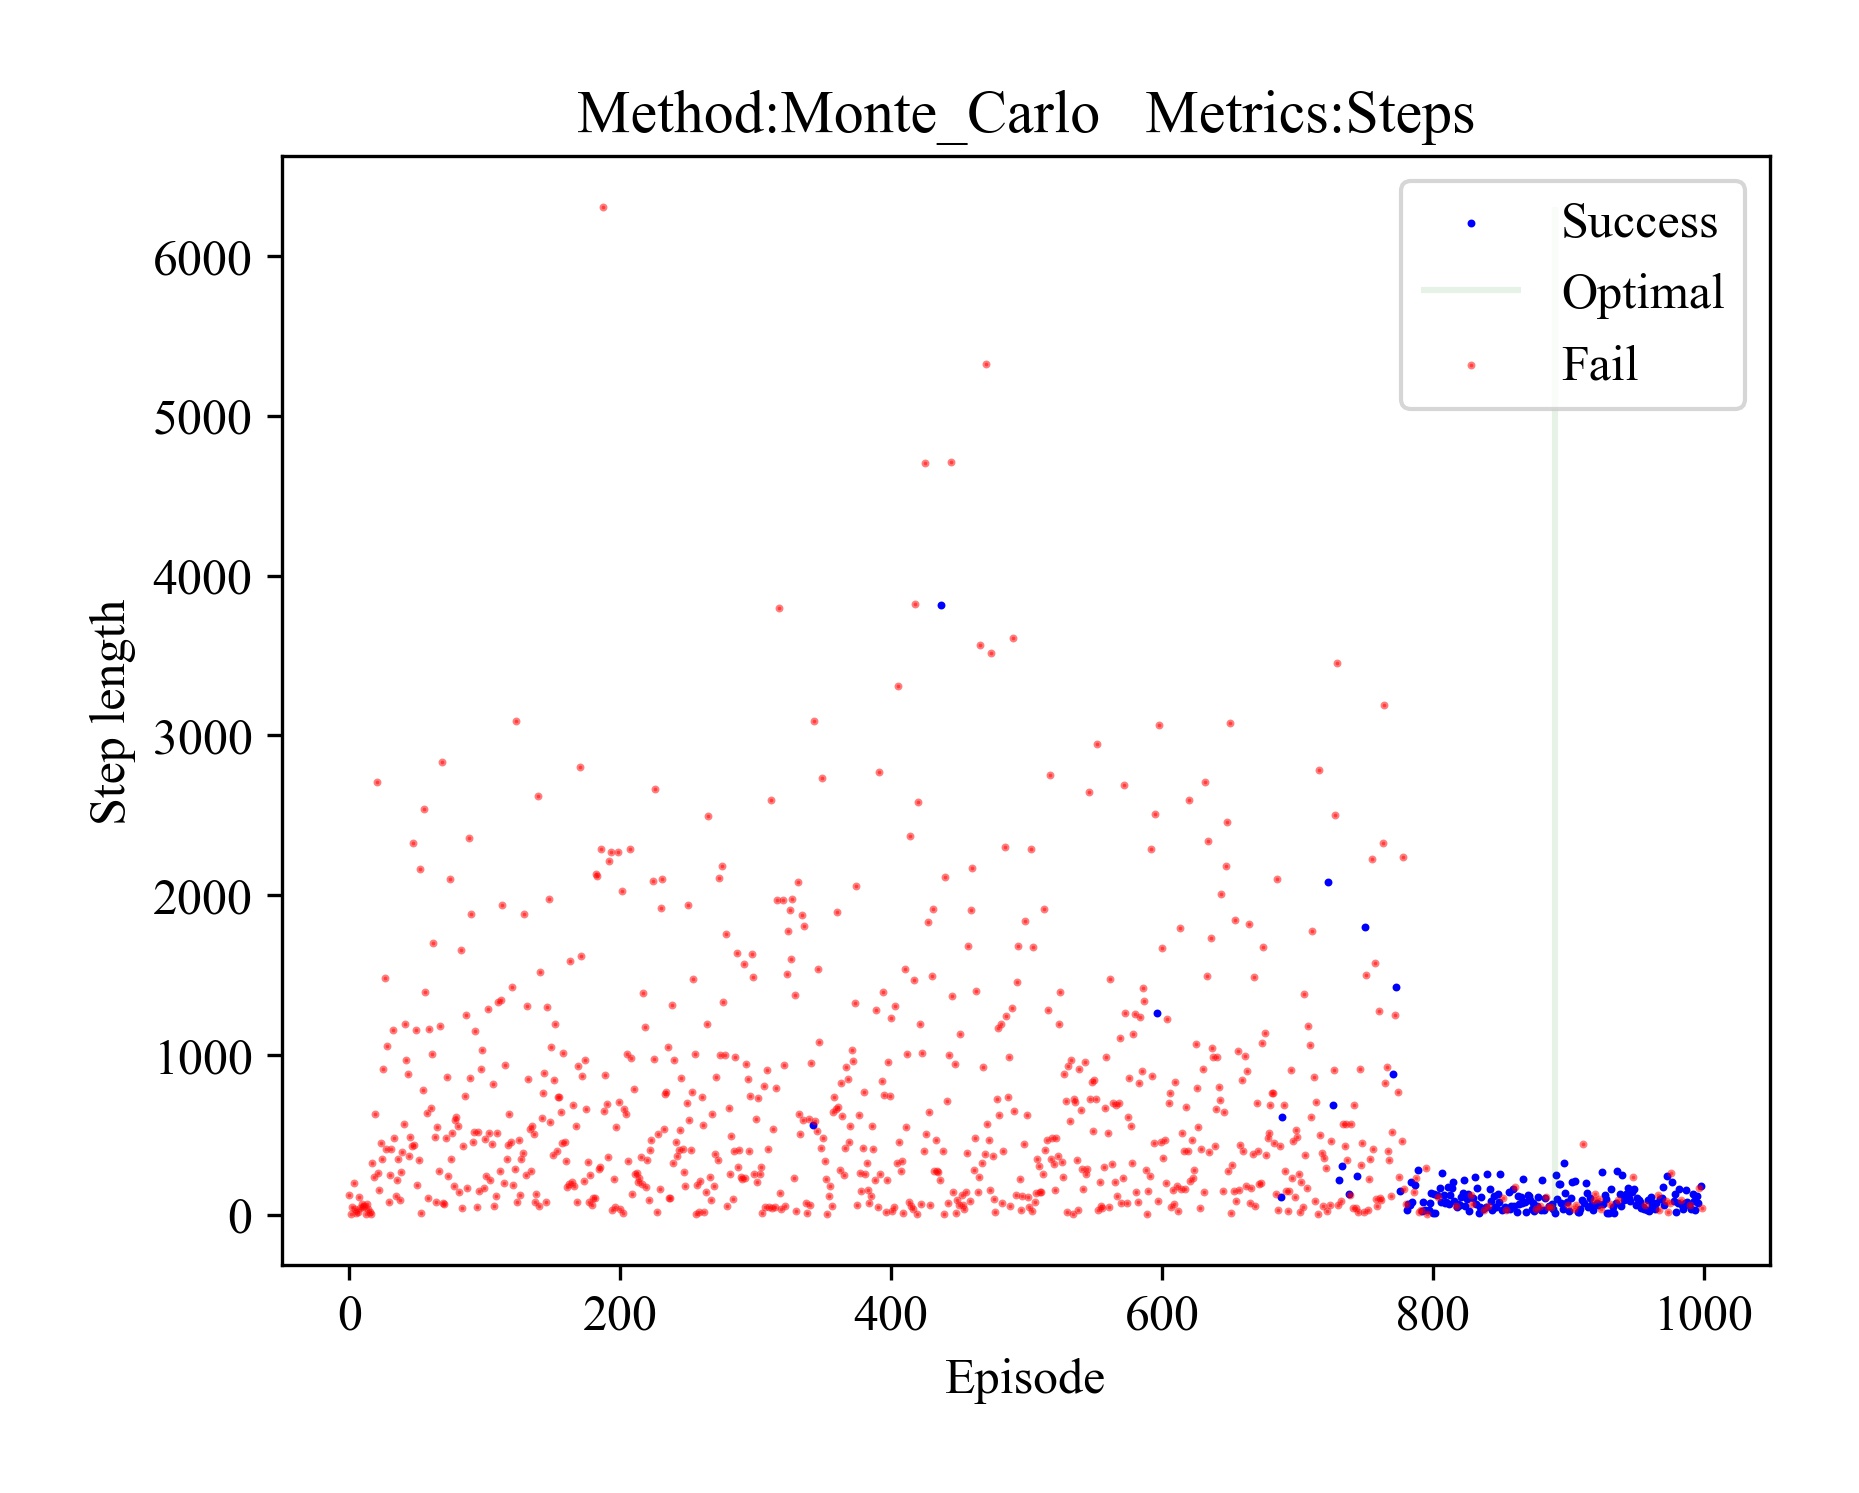 Method:Monte_Carlo   Metrics:Steps
Success
Optimal
Fail
6000
5000
4000
3000
2000
1000
0
Step length
0 200 400 600 800 1000
Episode